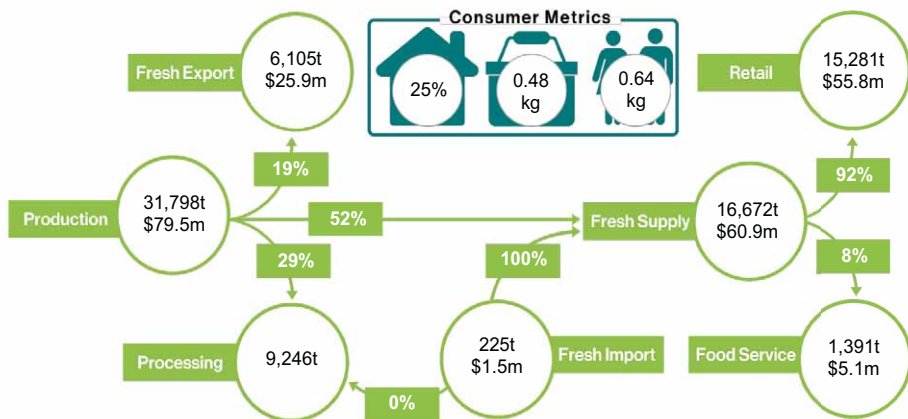 Consumer Metrics
Fresh Export
6,105t
$25.9m
25%
0.48
kg
0.64
kg
Retail
15,281t
$55.8m
19%
92%
Production
31,798t
$79.5m
52%
Fresh Supply
16,672t
$60.9m
29%
100%
8%
Processing
9,246t
225t
$1.5m
Fresh Import
Food Service
1,391t
$5.1m
0%